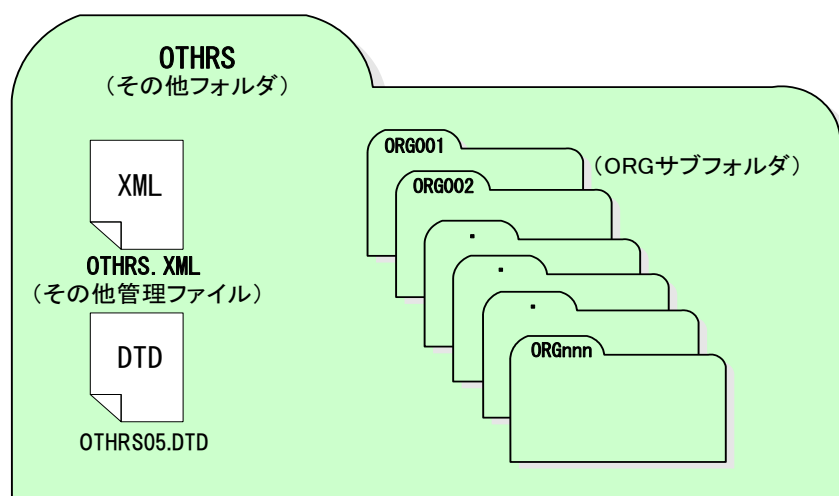 OTHRS
(その他フォルダ)
XML
OTHRS.XML
(その他管理ファイル)
DTD
OTHRS05.DTD
ORG001
(ORGサブフォルダ)
ORG002
・
・
・
ORGnnn